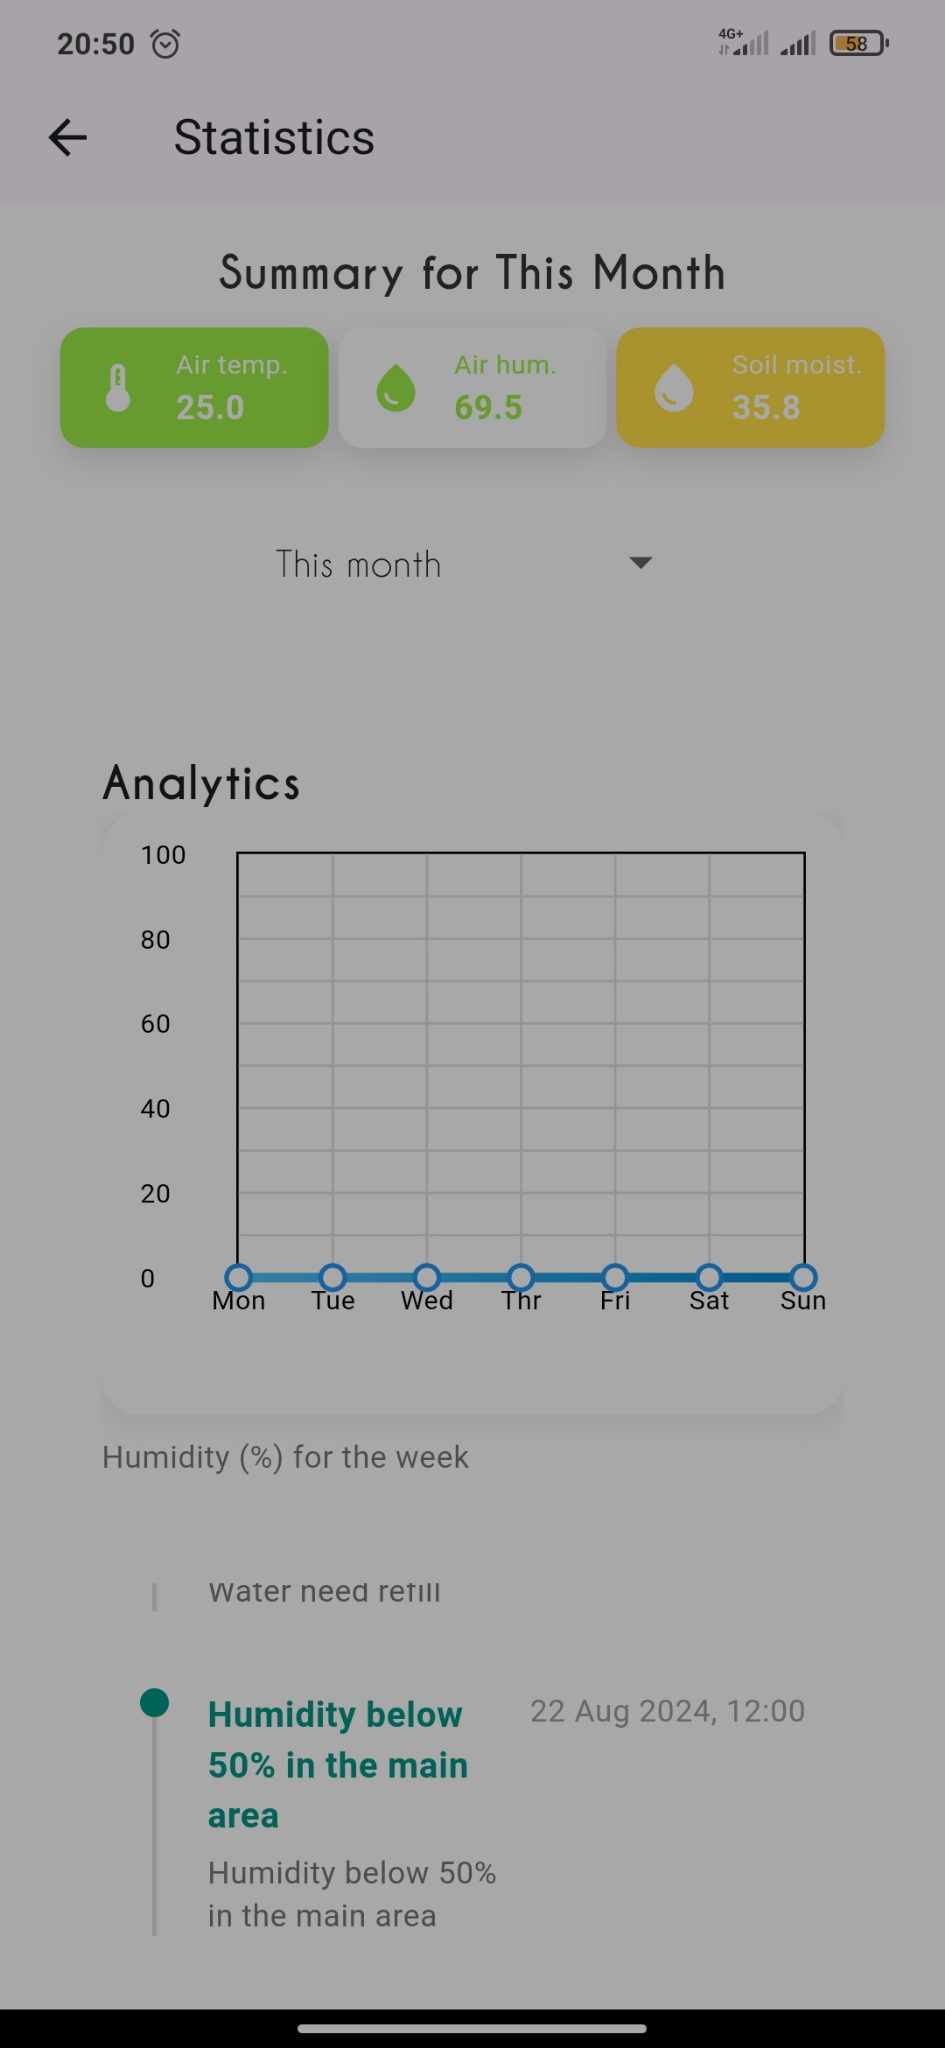 20:50
4G+
58
Statistics
Summary for This Month
Air temp.
25.0
Air hum.
69.5
Soil moist.
35.8
This month
Analytics
100
80
60
40
20
0
Mon Tue Wed Thr Fri Sat Sun
Humidity (%) for the week
Water need refill
Humidity below
50% in the main
area
22 Aug 2024, 12:00
Humidity below 50%
in the main area